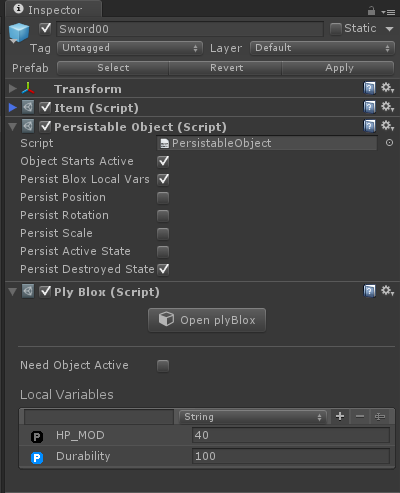 Inspector
Sword00 Static
Tag Untagged Layer Default
Prefab Select Revert Apply
Transform
Item (Script)
Persistable Object (Script)
Script PersistableObject
Object Starts Active
Persist Blox Local Vars
Persist Position
Persist Rotation
Persist Scale
Persist Active State
Persist Destroyed State
Ply Blox (Script)
Open plyBlox
Need Object Active
Local Variables
String + -
P HP_MOD 40
P Durability 100